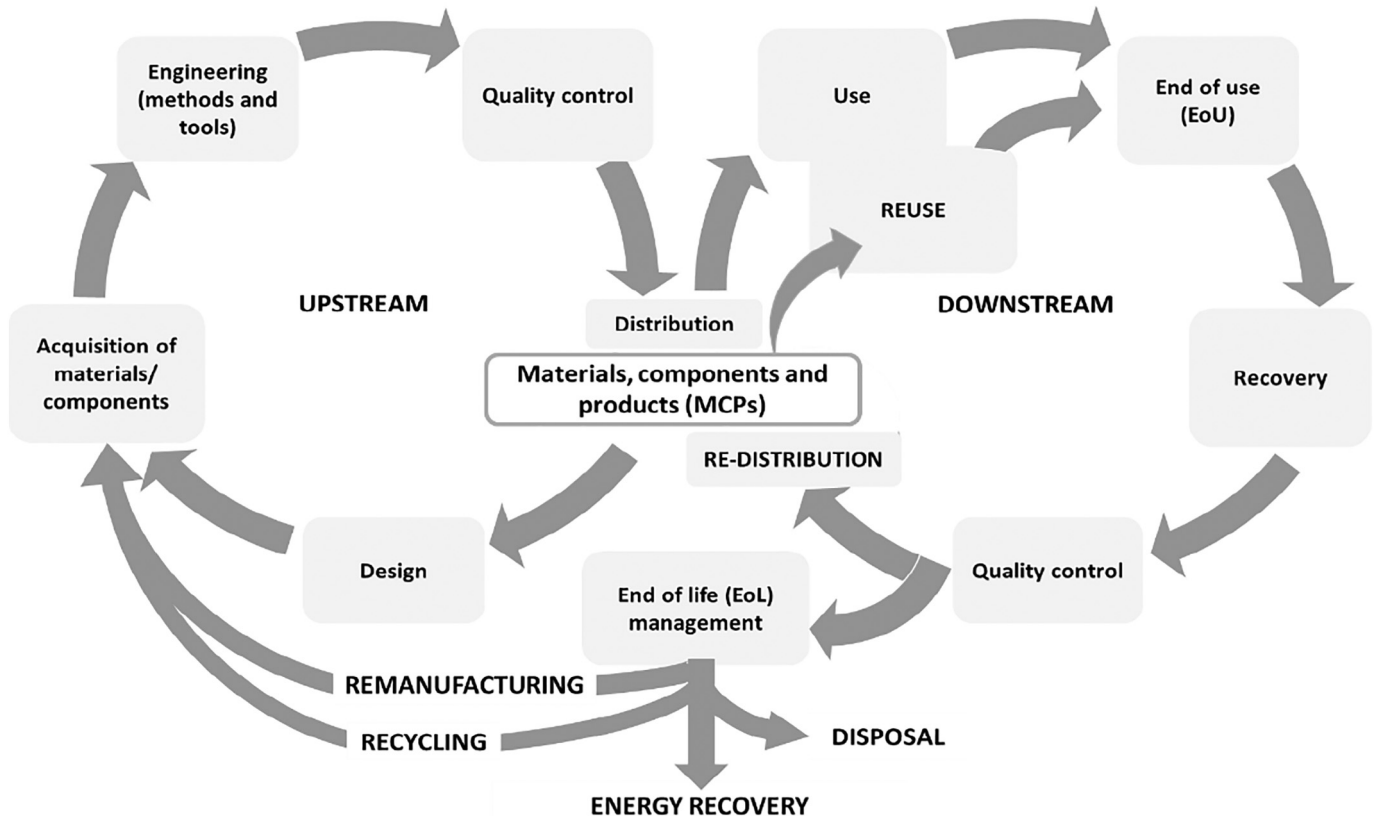 Engineering
(methods and
tools)
Quality control
Use
End of use
(EoU)
REUSE
UPSTREAM
DOWNSTREAM
Distribution
Acquisition of
materials/
components
Materials, components and
products (MCPs)
Recovery
RE-DISTRIBUTION
Design
End of life (EoL)
management
Quality control
REMANUFACTURING
RECYCLING
DISPOSAL
ENERGY RECOVERY